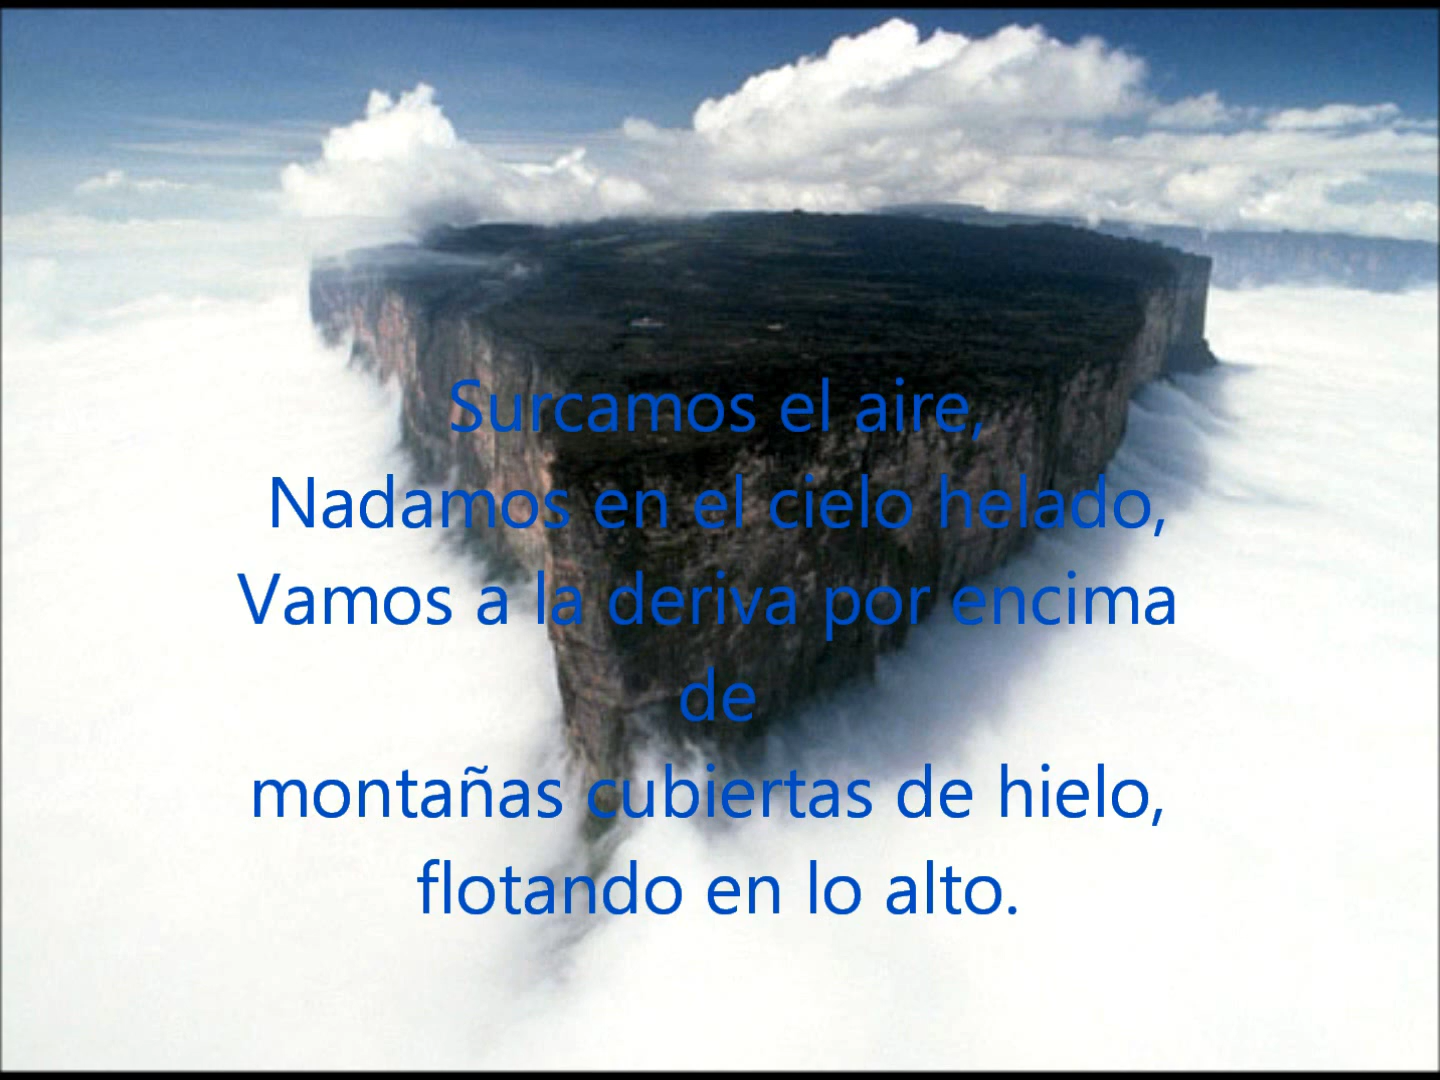 Surcamos el aire,
Nadamos en el cielo helado,
Vamos a la deriva por encima
de
montañas cubiertas de hielo,
flotando en lo alto.